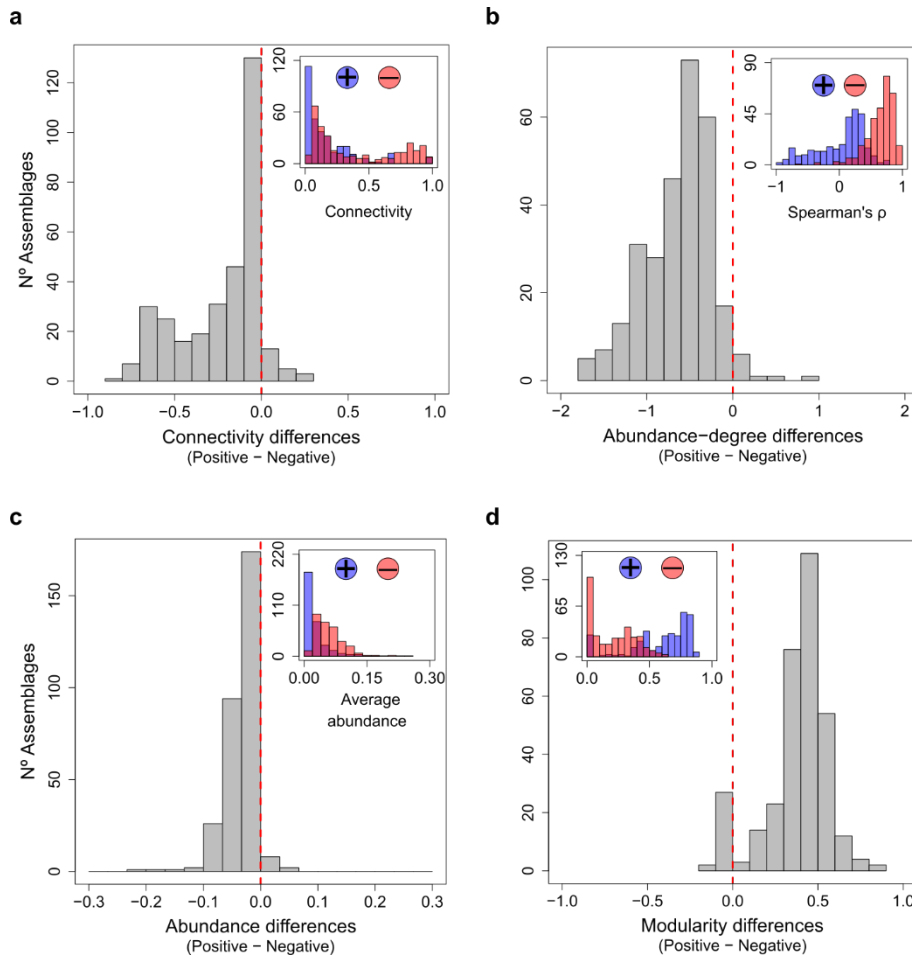 a
Nº Assemblages
0 20 40 60 80 100 120
−1.0 −0.5 0.0 0.5 1.0
Connectivity differences
(Positive − Negative)
0 60 120
+ −
0.0 0.5 1.0
Connectivity
b
0 20 40 60
−2 −1 0 1 2
Abundance−degree differences
(Positive − Negative)
0 45 90
+ −
−1 0 1
Spearman's ρ
c
Nº Assemblages
0 50 100 150
−0.3 −0.2 −0.1 0.0 0.1 0.2 0.3
Abundance differences
(Positive − Negative)
0 110 220
+ −
0.00 0.15 0.30
Average
abundance
d
0 20 40 60 80 100
−1.0 −0.5 0.0 0.5 1.0
Modularity differences
(Positive − Negative)
0 65 130
+ −
0.0 0.5 1.0